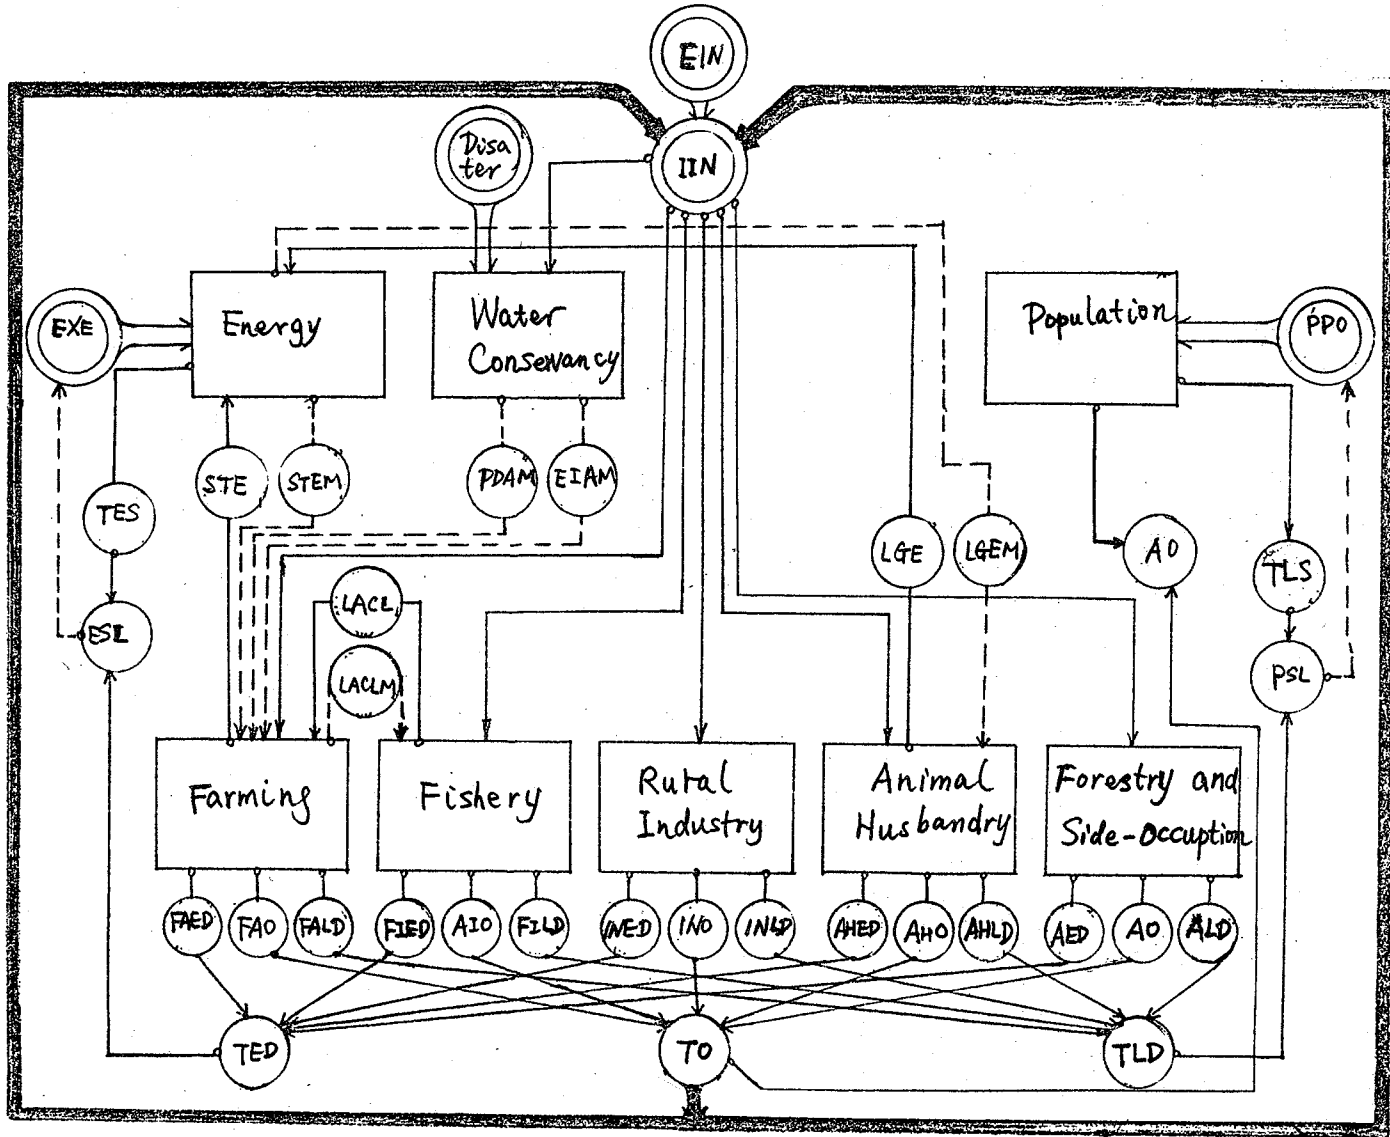 EIN
Disa
ter
IIN
EXE
Energy
Water
Conservancy
Population
PPO
STE
STEM
PDAM
EIAM
TES
LGE
LGEM
AO
TLS
LACL
ESL
LACLM
PSL
Farming
Fishery
Rural
Industry
Animal
Husbandry
Forestry and
Side-Occuption
FAED
FAO
FALD
FIED
AIO
FILD
INED
INO
INLD
AHED
AHO
AHLD
AED
AO
ALD
TED
TO
TLD